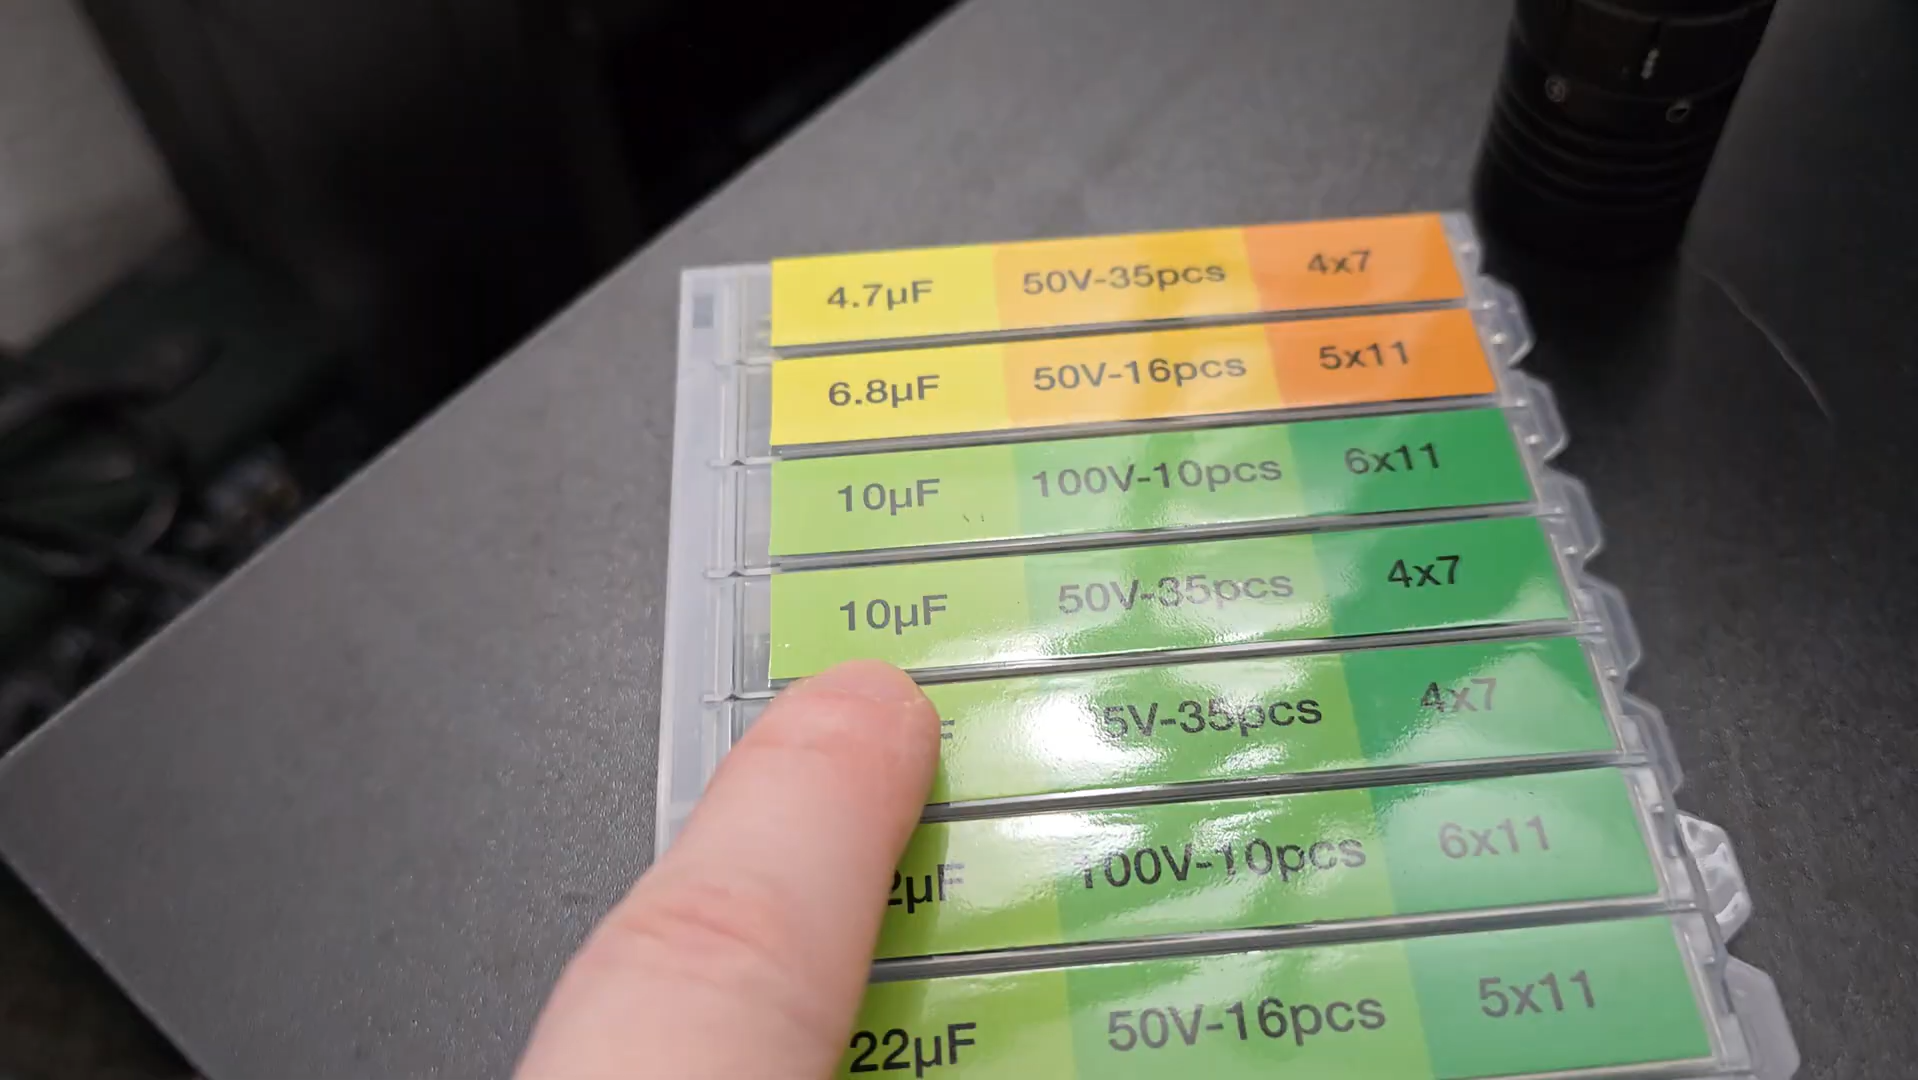 4.7µF 50V-35pcs 4x7
6.8µF 50V-16pcs 5x11
10µF 100V-10pcs 6x11
10µF 50V-35pcs 4x7
F 5V-35pcs 4x7
2µF 100V-10pcs 6x11
22µF 50V-16pcs 5x11